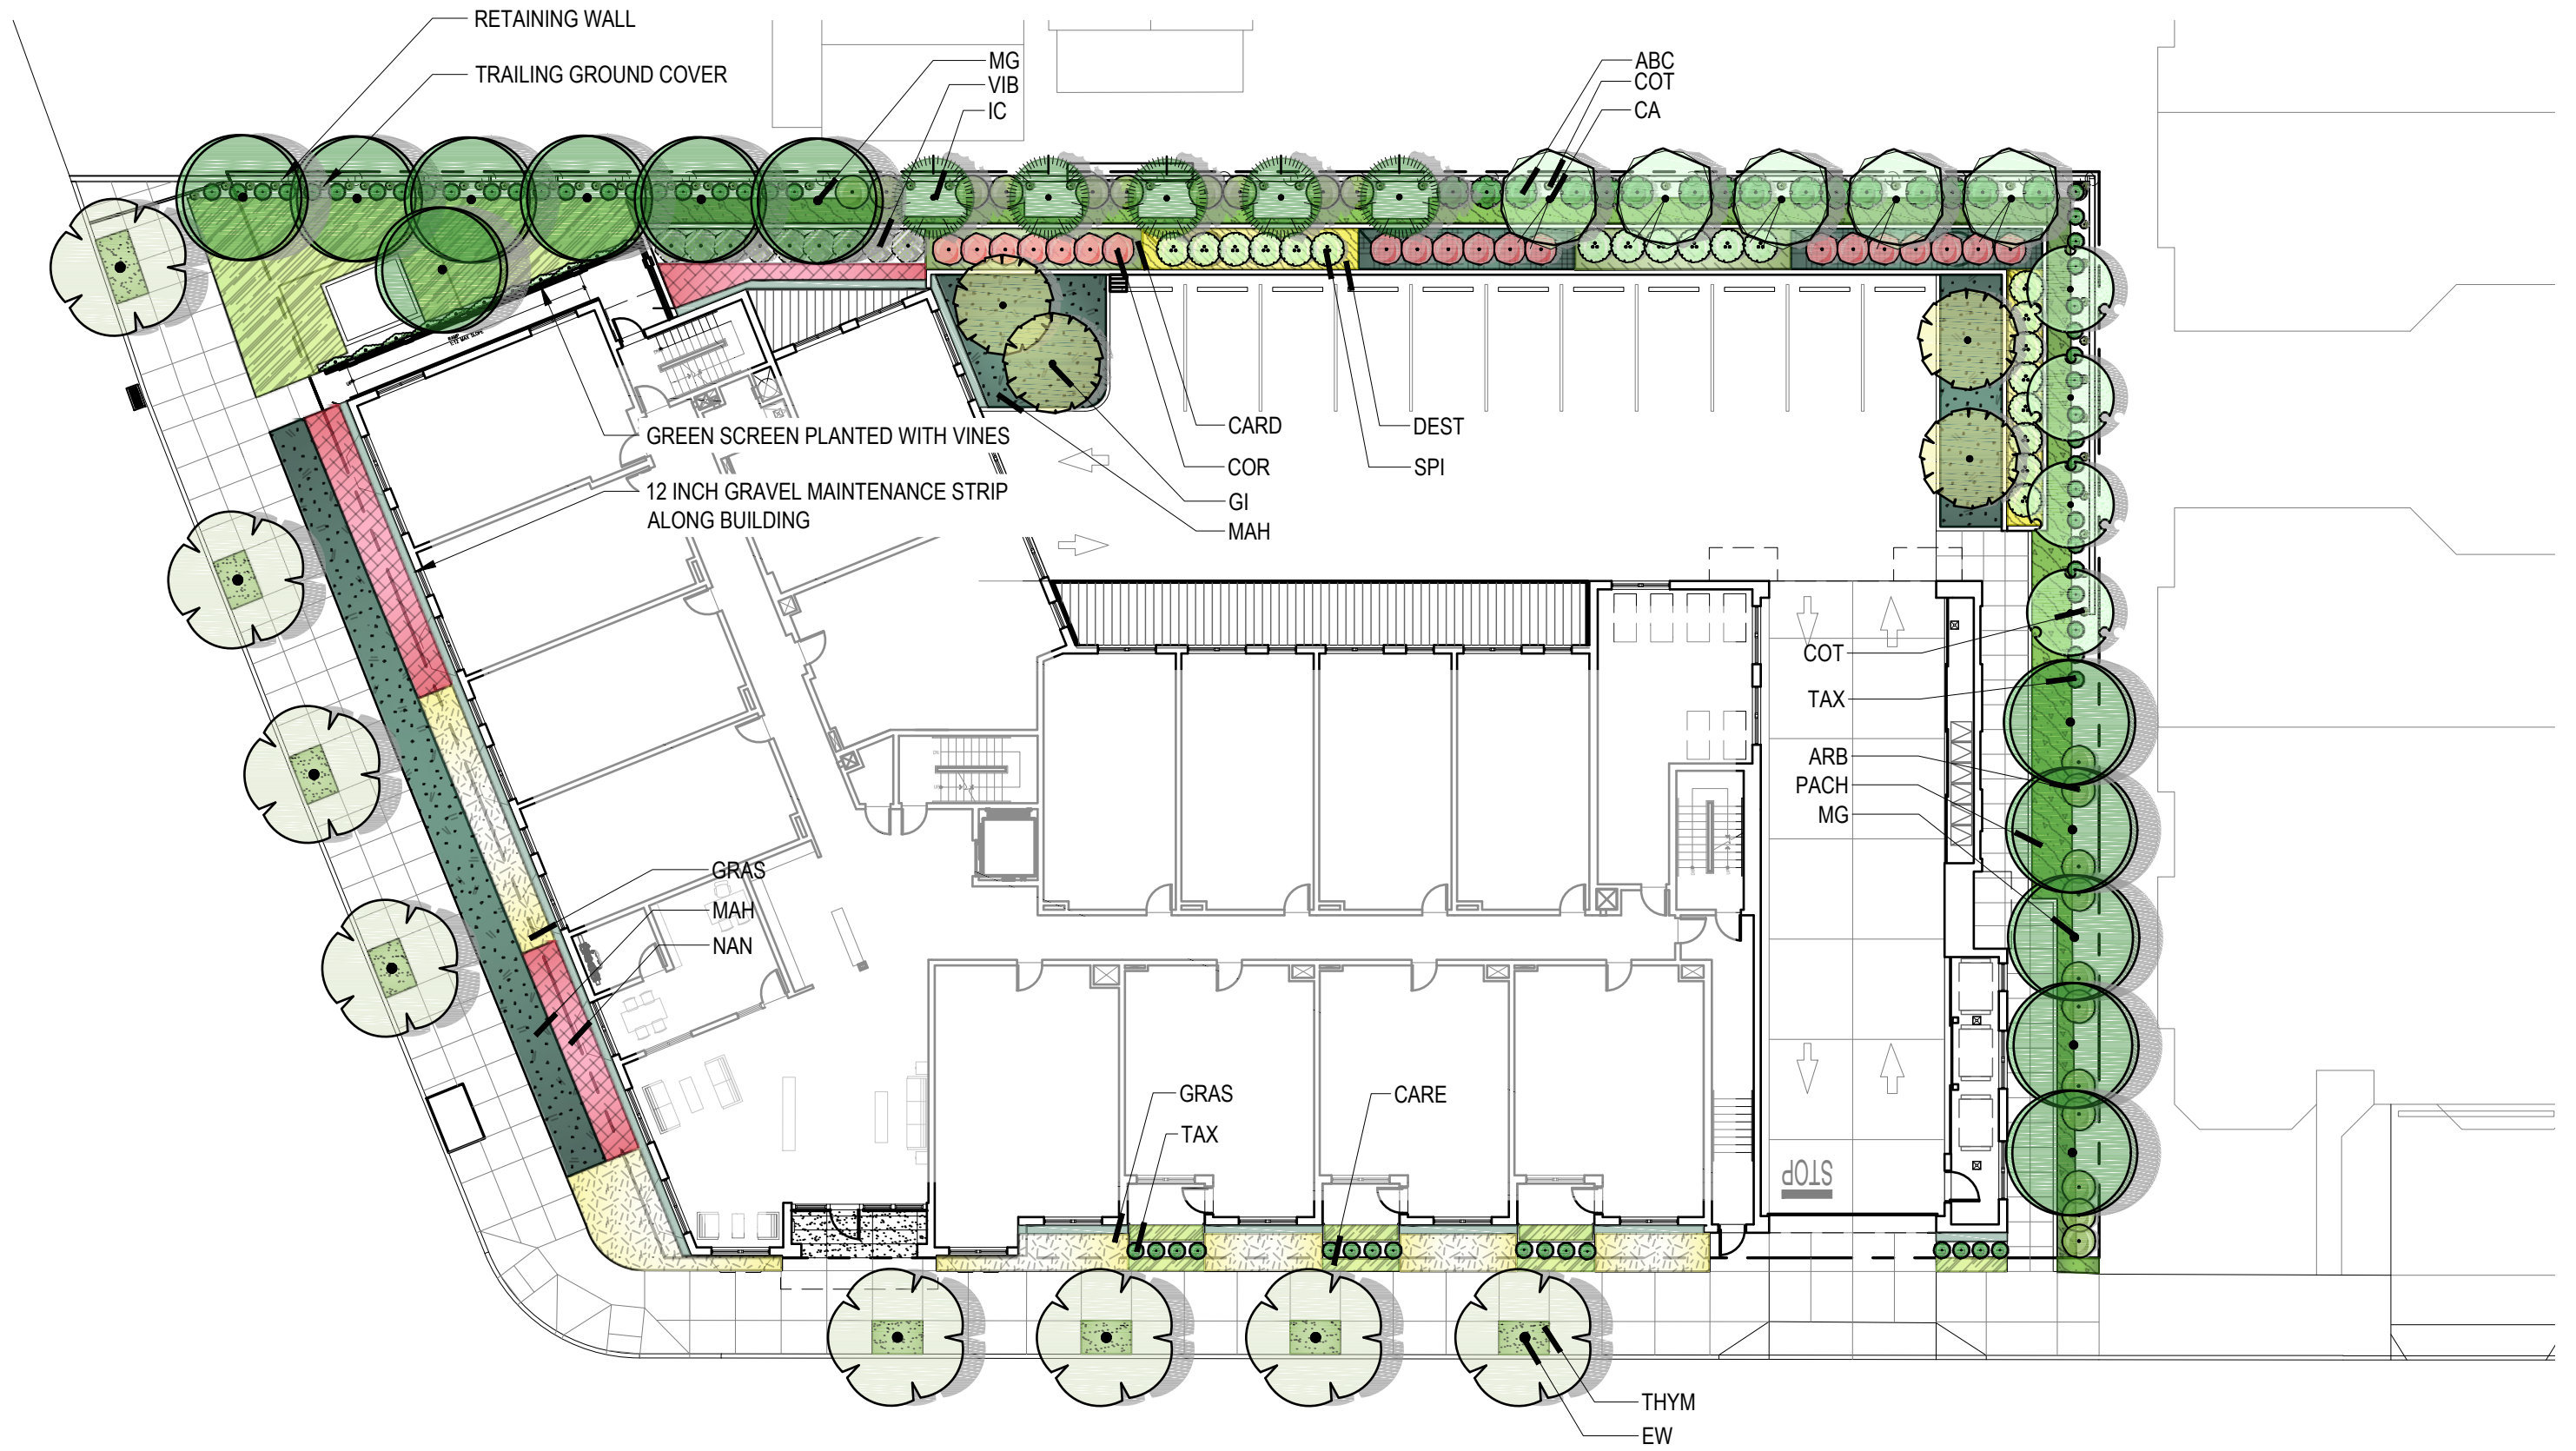 RETAINING WALL
TRAILING GROUND COVER
MG
VIB
IC
ABC
COT
CA
GREEN SCREEN PLANTED WITH VINES
12 INCH GRAVEL MAINTENANCE STRIP
ALONG BUILDING
CARD
COR
GI
MAH
DEST
SPI
COT
TAX
ARB
PACH
MG
GRAS
MAH
NAN
GRAS
TAX
CARE
STOP
THYM
EW